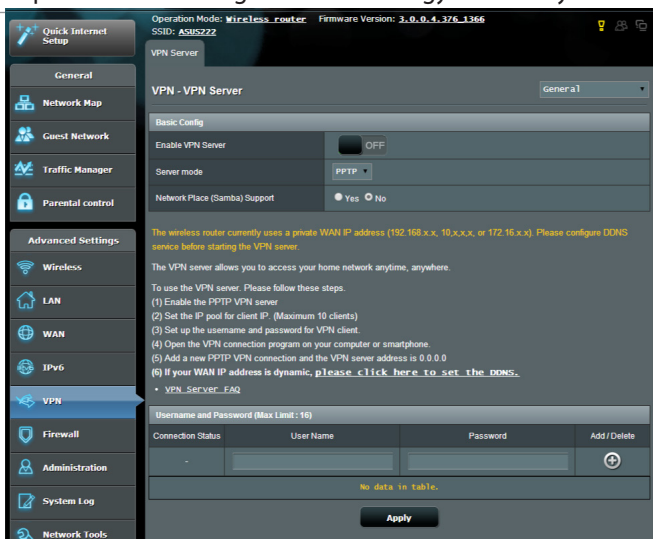 Operation Mode: Wireless router Firmware Version: 3.0.0.4.376_1366
SSID: ASUS222
Quick Internet
Setup
General
Network Map
Guest Network
Traffic Manager
Parental control
Advanced Settings
Wireless
LAN
WAN
IPv6
VPN
Firewall
Administration
System Log
Network Tools
VPN Server
VPN - VPN Server
General
Basic Config
Enable VPN Server OFF
Server mode PPTP
Network Place (Samba) Support Yes No
The wireless router currently uses a private WAN IP address (192.168.x.x, 10,x,x,x, or 172.16.x.x). Please configure DDNS
service before starting the VPN server.
The VPN server allows you to access your home network anytime, anywhere.
To use the VPN server. Please follow these steps.
(1) Enable the PPTP VPN server
(2) Set the IP pool for client IP. (Maximum 10 clients)
(3) Set up the username and password for VPN client.
(4) Open the VPN connection program on your computer or smartphone.
(5) Add a new PPTP VPN connection and the VPN server address is 0.0.0.0
(6) If your WAN IP address is dynamic, please click here to set the DDNS.
• VPN Server FAQ
Username and Password (Max Limit : 16)
Connection Status User Name Password Add / Delete
-
No data in table.
Apply